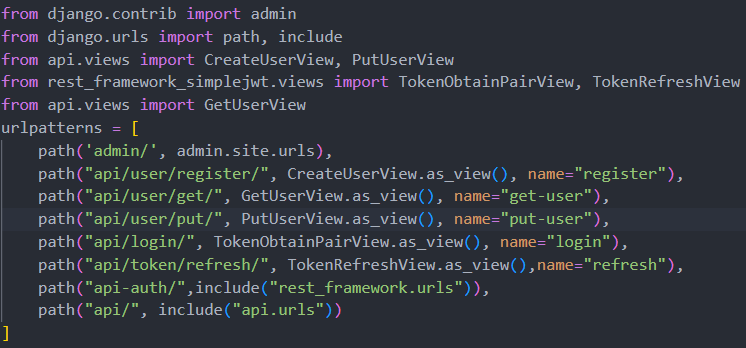 from django.contrib import admin
from django.urls import path, include
from api.views import CreateUserView, PutUserView
from rest_framework_simplejwt.views import TokenObtainPairView, TokenRefreshView
from api.views import GetUserView
urlpatterns = [
    path('admin/', admin.site.urls),
    path("api/user/register/", CreateUserView.as_view(), name="register"),
    path("api/user/get/", GetUserView.as_view(), name="get-user"),
    path("api/user/put/", PutUserView.as_view(), name="put-user"),
    path("api/login/", TokenObtainPairView.as_view(), name="login"),
    path("api/token/refresh/", TokenRefreshView.as_view(),name="refresh"),
    path("api-auth/",include("rest_framework.urls")),
    path("api/", include("api.urls"))
]